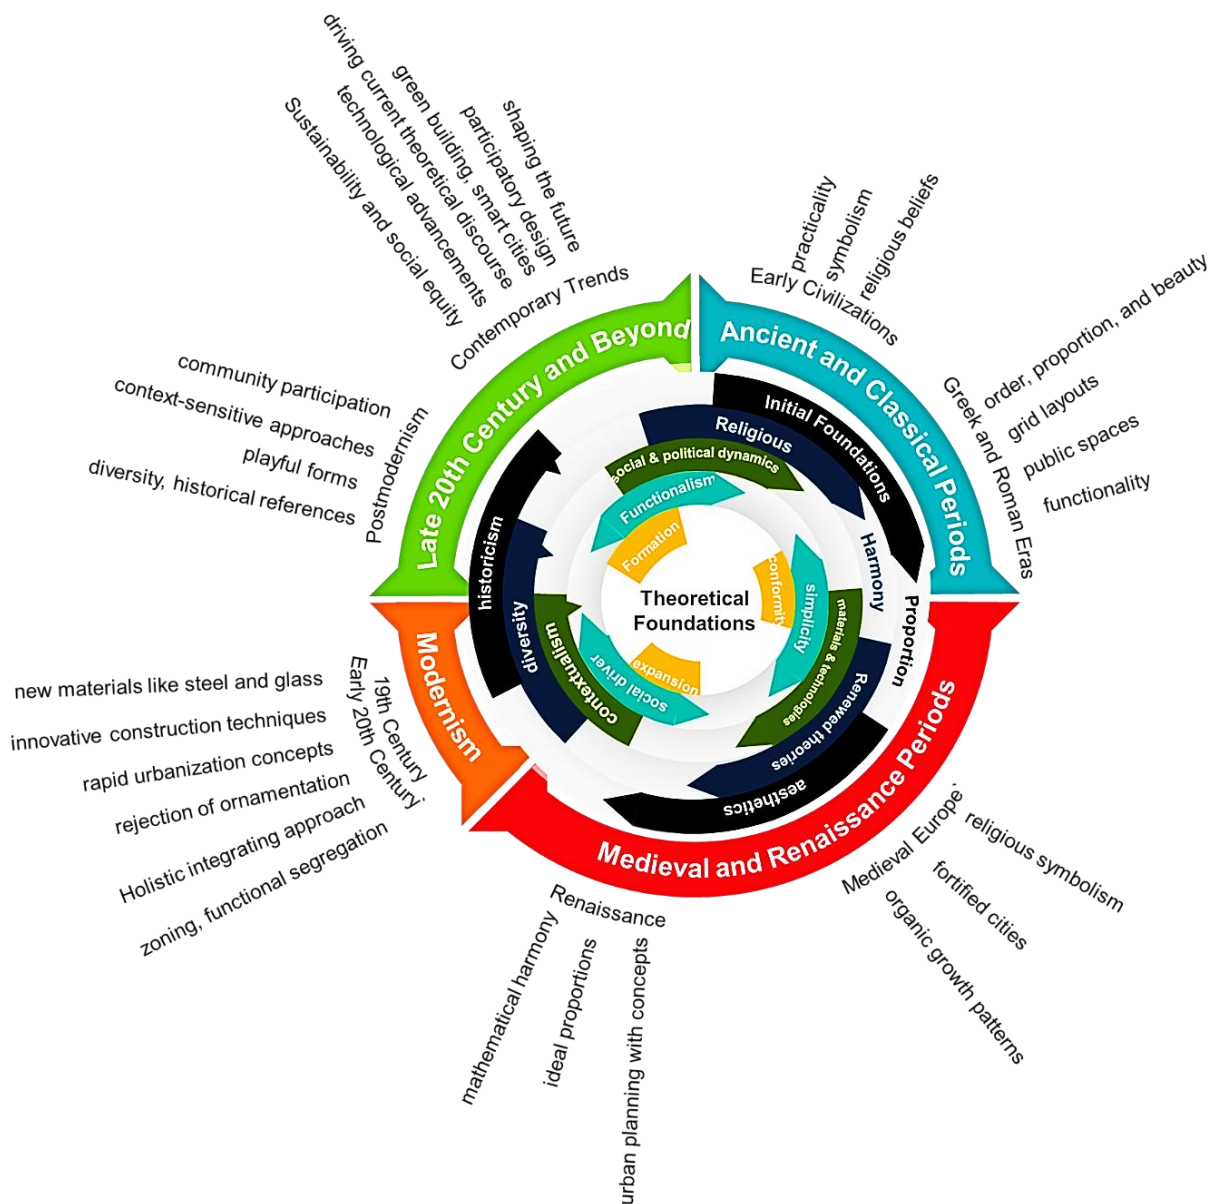 Theoretical
Foundations
Formation
conformity
expansion
Functionalism
simplicity
social driver
social & political dynamics
materials & technologies
contextualism
Religious
Harmony
Renewed theories
diversity
Initial Foundations
Proportion
aesthetics
historicism
Ancient and Classical Periods
Early Civilizations
practicality
symbolism
religious beliefs
Greek and Roman Eras
order, proportion, and beauty
grid layouts
public spaces
functionality
Medieval and Renaissance Periods
Medieval Europe
religious symbolism
fortified cities
organic growth patterns
Renaissance
urban planning with concepts
ideal proportions
mathematical harmony
Modernism
19th Century
Early 20th Century
zoning, functional segregation
Holistic integrating approach
rejection of ornamentation
rapid urbanization concepts
innovative construction techniques
new materials like steel and glass
Late 20th Century and Beyond
Postmodernism
diversity, historical references
playful forms
context-sensitive approaches
community participation
Contemporary Trends
Sustainability and social equity
technological advancements
driving current theoretical discourse
green building, smart cities
participatory design
shaping the future